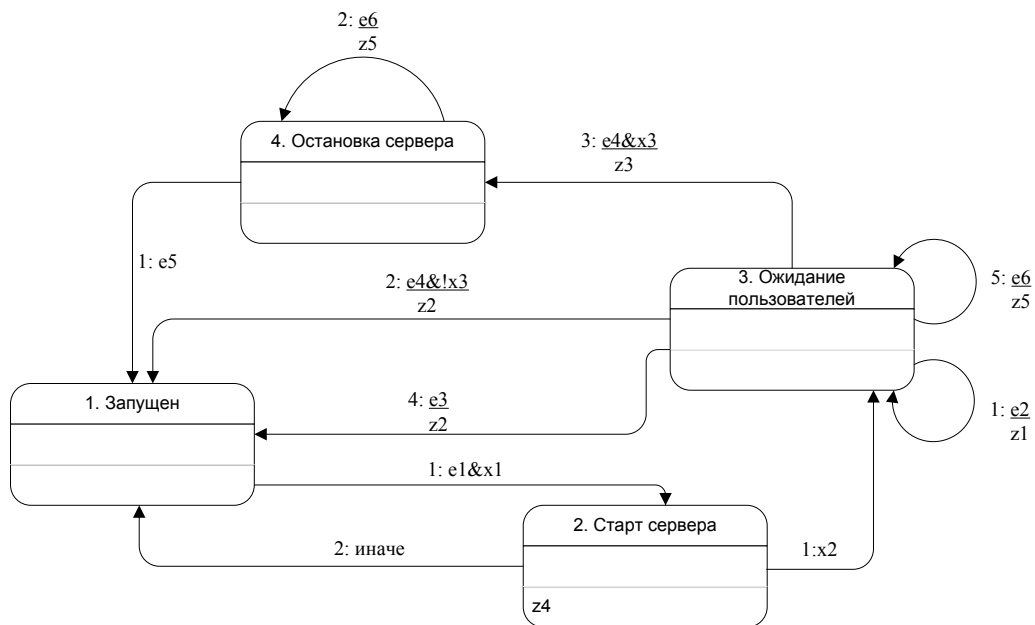 2: e6
z5
4. Остановка сервера
3: e4&x3
z3
1: e5
2: e4&!x3
z2
3. Ожидание
пользователей
5: e6
z5
1. Запущен
4: e3
z2
1: e2
z1
1: e1&x1
2. Старт сервера
2: иначе
1:x2
z4